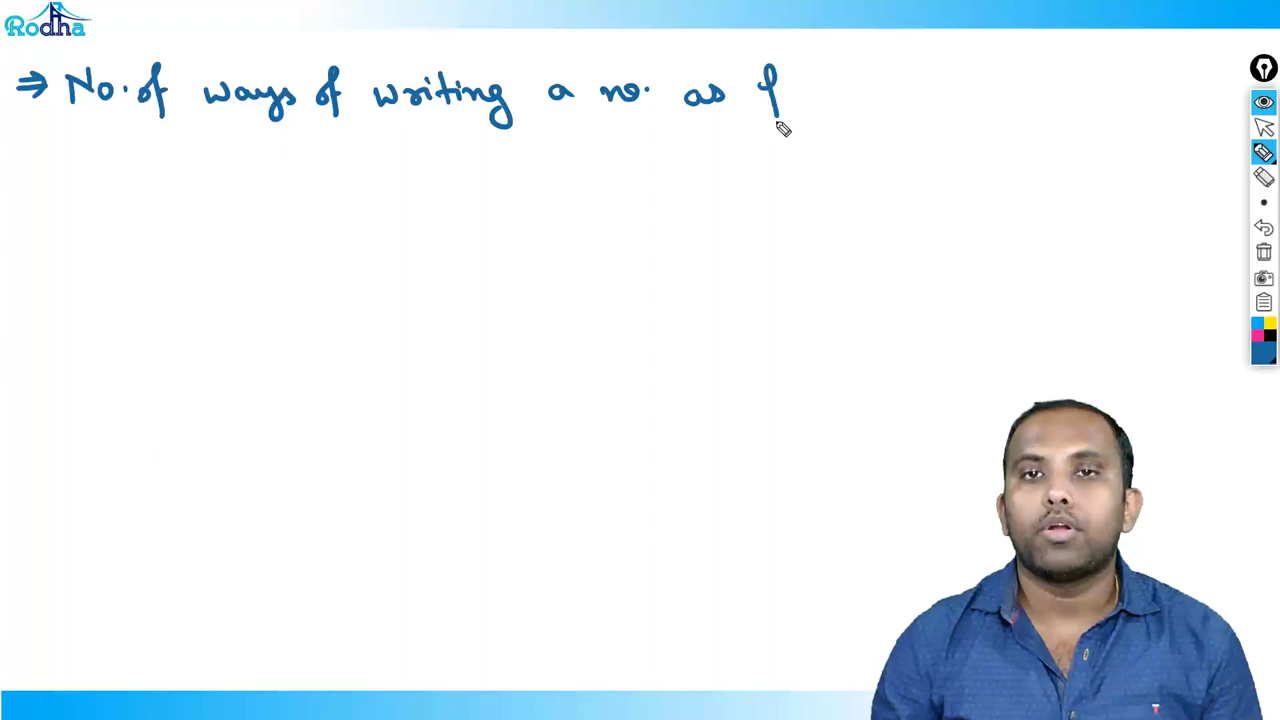 Rodha
⇒ No. of ways of writing a no. as